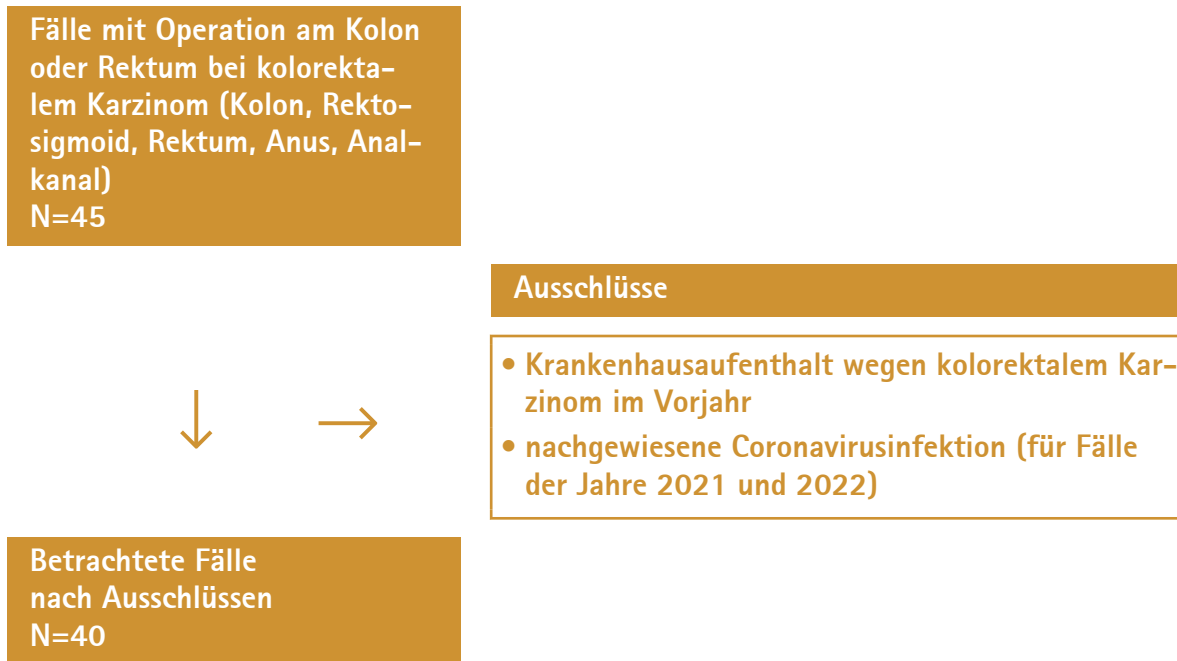 Fälle mit Operation am Kolon
oder Rektum bei kolorekta-
lem Karzinom (Kolon, Rekto-
sigmoid, Rektum, Anus, Anal-
kanal)
N=45
Ausschlüsse
• Krankenhausaufenthalt wegen kolorektalem Kar-
zinom im Vorjahr
• nachgewiesene Coronavirusinfektion (für Fälle
der Jahre 2021 und 2022)
Betrachtete Fälle
nach Ausschlüssen
N=40